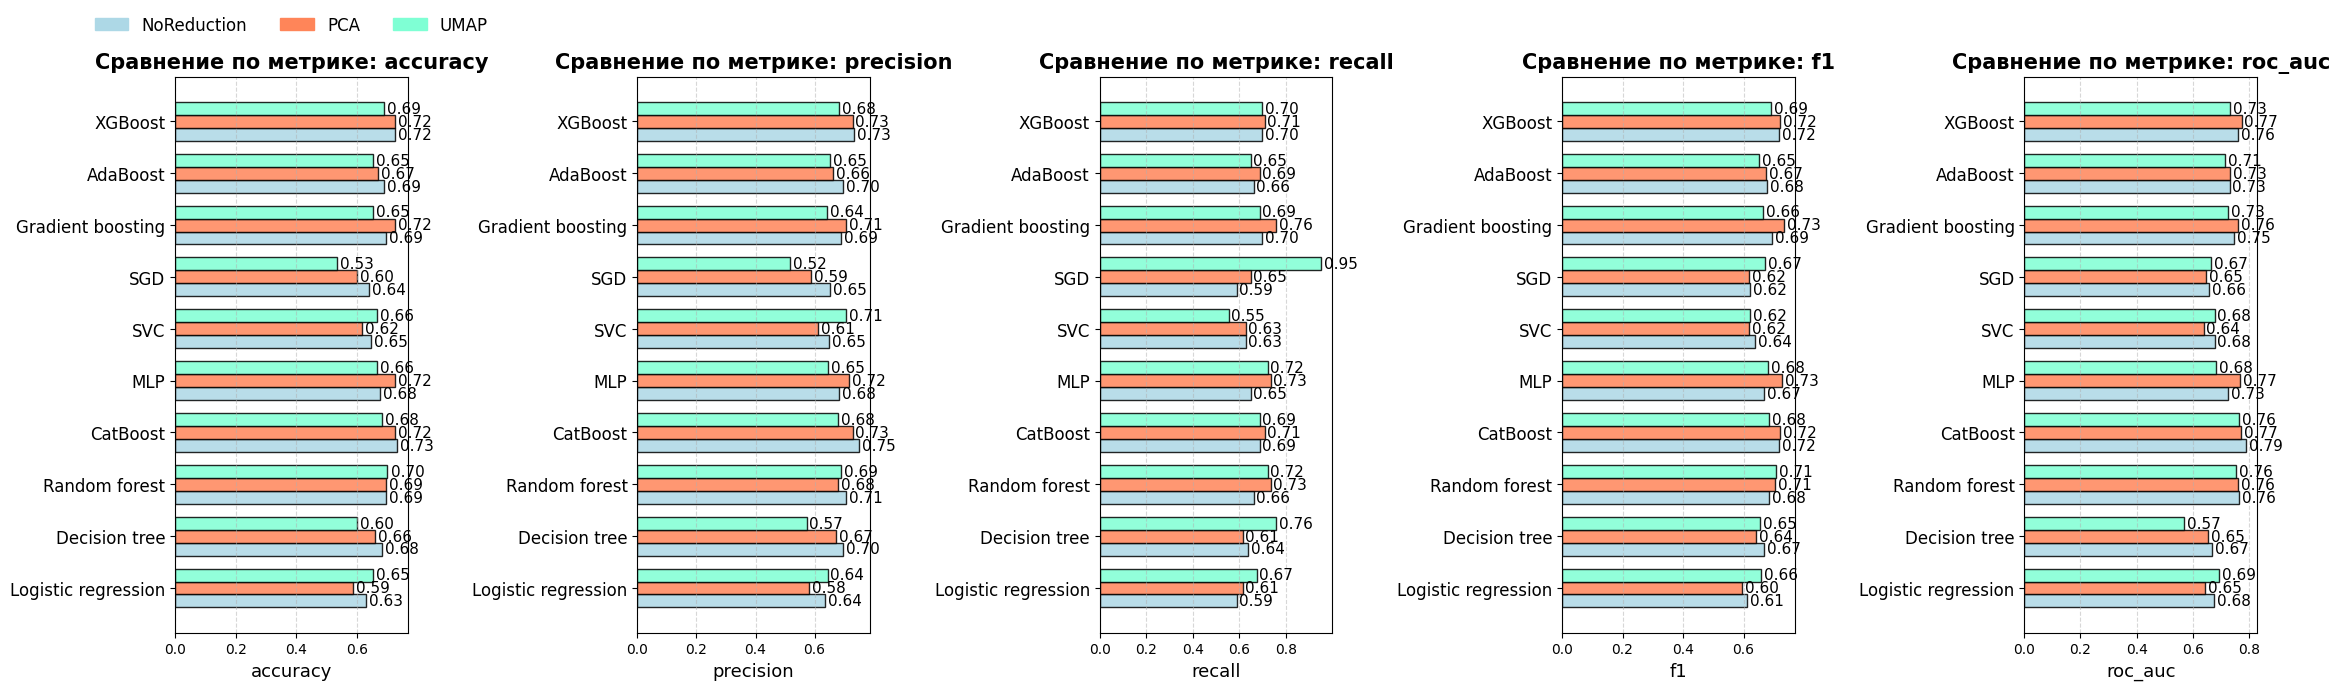 NoReduction PCA UMAP
Сравнение по метрике: accuracy
XGBoost
0.69
0.72
0.72
AdaBoost
0.65
0.67
0.69
Gradient boosting
0.65
0.72
0.69
SGD
0.53
0.60
0.64
SVC
0.66
0.62
0.65
MLP
0.66
0.72
0.68
CatBoost
0.68
0.72
0.73
Random forest
0.70
0.69
0.69
Decision tree
0.60
0.66
0.68
Logistic regression
0.65
0.59
0.63
0.0 0.2 0.4 0.6
accuracy
Сравнение по метрике: precision
XGBoost
0.68
0.73
0.73
AdaBoost
0.65
0.66
0.70
Gradient boosting
0.64
0.71
0.69
SGD
0.52
0.59
0.65
SVC
0.71
0.61
0.65
MLP
0.65
0.72
0.68
CatBoost
0.68
0.73
0.75
Random forest
0.69
0.68
0.71
Decision tree
0.57
0.67
0.70
Logistic regression
0.64
0.58
0.64
0.0 0.2 0.4 0.6
precision
Сравнение по метрике: recall
XGBoost
0.70
0.71
0.70
AdaBoost
0.65
0.69
0.66
Gradient boosting
0.69
0.76
0.70
SGD
0.95
0.65
0.59
SVC
0.55
0.63
0.63
MLP
0.72
0.73
0.65
CatBoost
0.69
0.71
0.69
Random forest
0.72
0.73
0.66
Decision tree
0.76
0.61
0.64
Logistic regression
0.67
0.61
0.59
0.0 0.2 0.4 0.6 0.8
recall
Сравнение по метрике: f1
XGBoost
0.69
0.72
0.72
AdaBoost
0.65
0.67
0.68
Gradient boosting
0.66
0.73
0.69
SGD
0.67
0.62
0.62
SVC
0.62
0.62
0.64
MLP
0.68
0.73
0.67
CatBoost
0.68
0.72
0.72
Random forest
0.71
0.71
0.68
Decision tree
0.65
0.64
0.67
Logistic regression
0.66
0.60
0.61
0.0 0.2 0.4 0.6
f1
Сравнение по метрике: roc_auc
XGBoost
0.73
0.77
0.76
AdaBoost
0.71
0.73
0.73
Gradient boosting
0.73
0.76
0.75
SGD
0.67
0.65
0.66
SVC
0.68
0.64
0.68
MLP
0.68
0.77
0.73
CatBoost
0.76
0.77
0.79
Random forest
0.76
0.76
0.76
Decision tree
0.57
0.65
0.67
Logistic regression
0.69
0.65
0.68
0.0 0.2 0.4 0.6 0.8
roc_auc